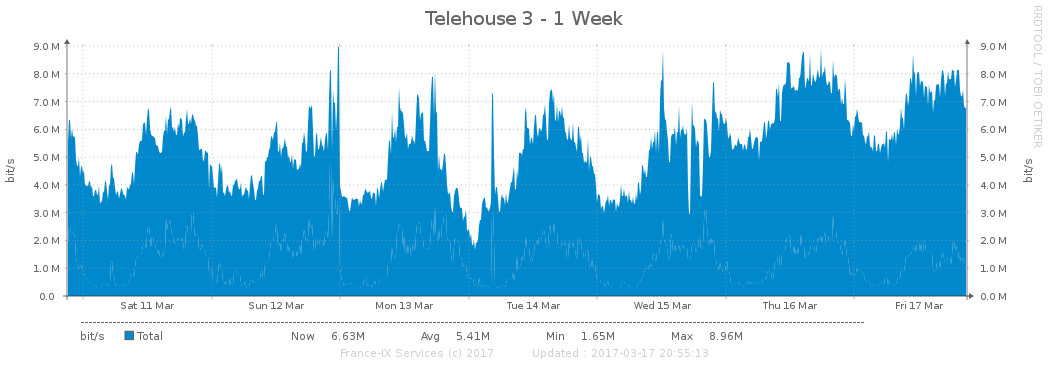 Telehouse 3 - 1 Week
RRDTOOL / TOBI OETIKER
9.0 M 9.0 M
8.0 M 8.0 M
7.0 M 7.0 M
6.0 M 6.0 M
5.0 M 5.0 M
4.0 M 4.0 M
3.0 M 3.0 M
2.0 M 2.0 M
1.0 M 1.0 M
0.0 0.0 M
bit/s
bit/s
Sat 11 Mar Sun 12 Mar Mon 13 Mar Tue 14 Mar Wed 15 Mar Thu 16 Mar Fri 17 Mar
bit/s Total Now 6.63M Avg 5.41M Min 1.65M Max 8.96M
France-IX Services (c) 2017 Updated : 2017-03-17 20:55:13